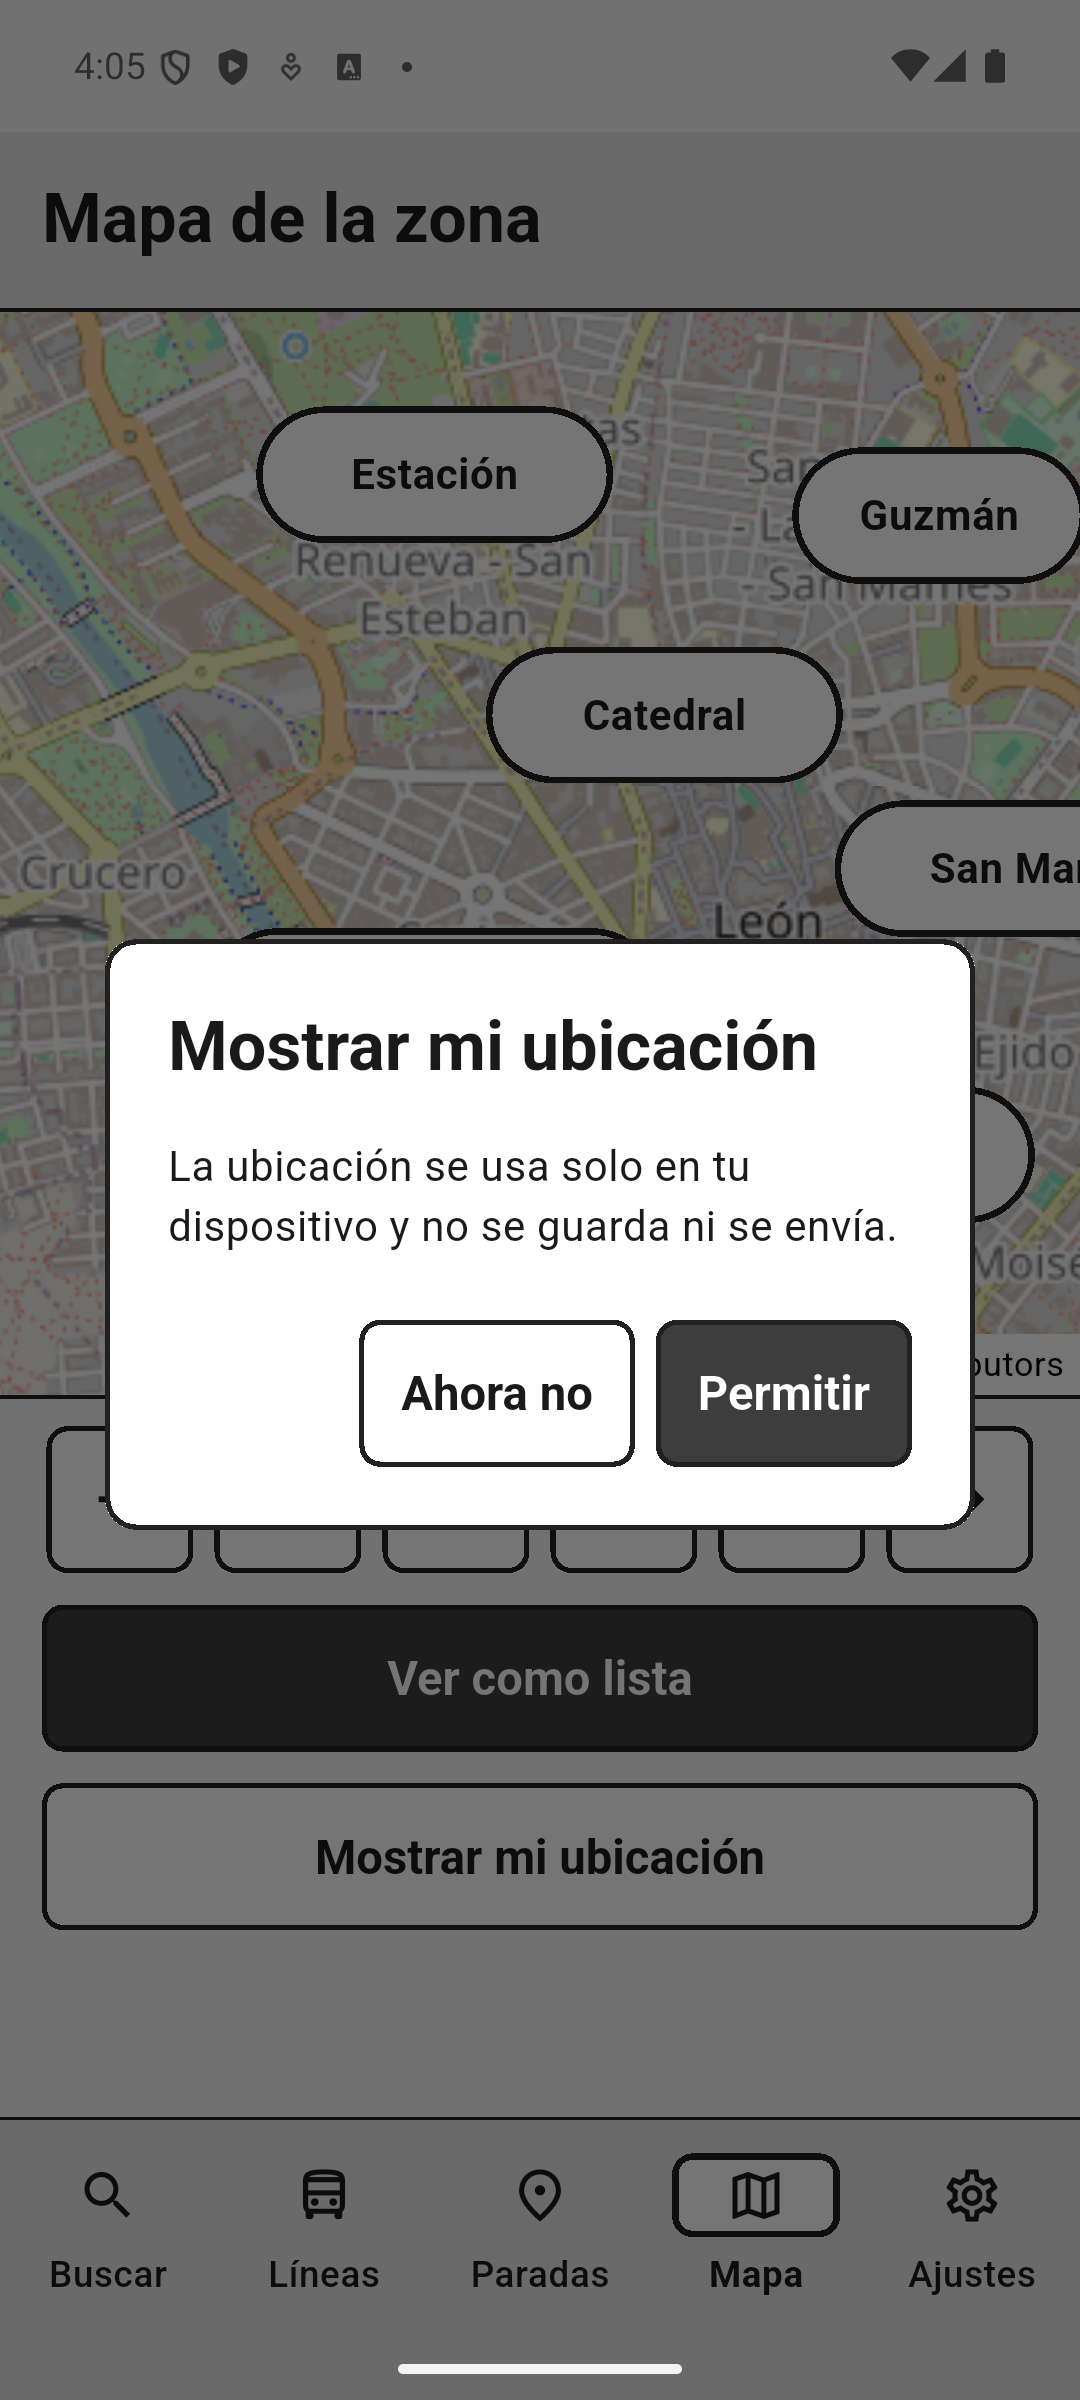 4:05
Mapa de la zona
Estación
Guzmán
Renueva - San
Esteban
Catedral
Crucero
San
León
Mostrar mi ubicación
La ubicación se usa solo en tu
dispositivo y no se guarda ni se envía.
Ejido
Ahora no
Permitir
Ver como lista
Mostrar mi ubicación
Buscar
Líneas
Paradas
Mapa
Ajustes